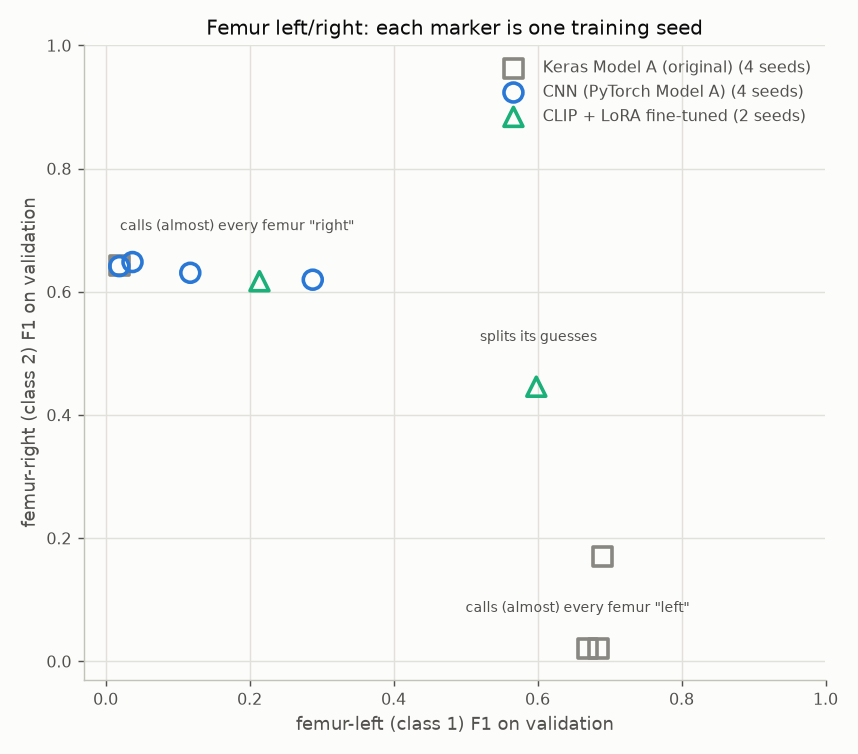 Femur left/right: each marker is one training seed
Keras Model A (original) (4 seeds)
CNN (PyTorch Model A) (4 seeds)
CLIP + LoRA fine-tuned (2 seeds)
calls (almost) every femur "right"
splits its guesses
calls (almost) every femur "left"
femur-right (class 2) F1 on validation
1.0
0.8
0.6
0.4
0.2
0.0
0.0
0.2
0.4
0.6
0.8
1.0
femur-left (class 1) F1 on validation